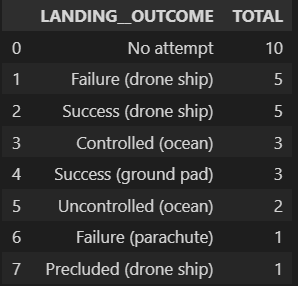 LANDING__OUTCOME TOTAL
0 No attempt 10
1 Failure (drone ship) 5
2 Success (drone ship) 5
3 Controlled (ocean) 3
4 Success (ground pad) 3
5 Uncontrolled (ocean) 2
6 Failure (parachute) 1
7 Precluded (drone ship) 1